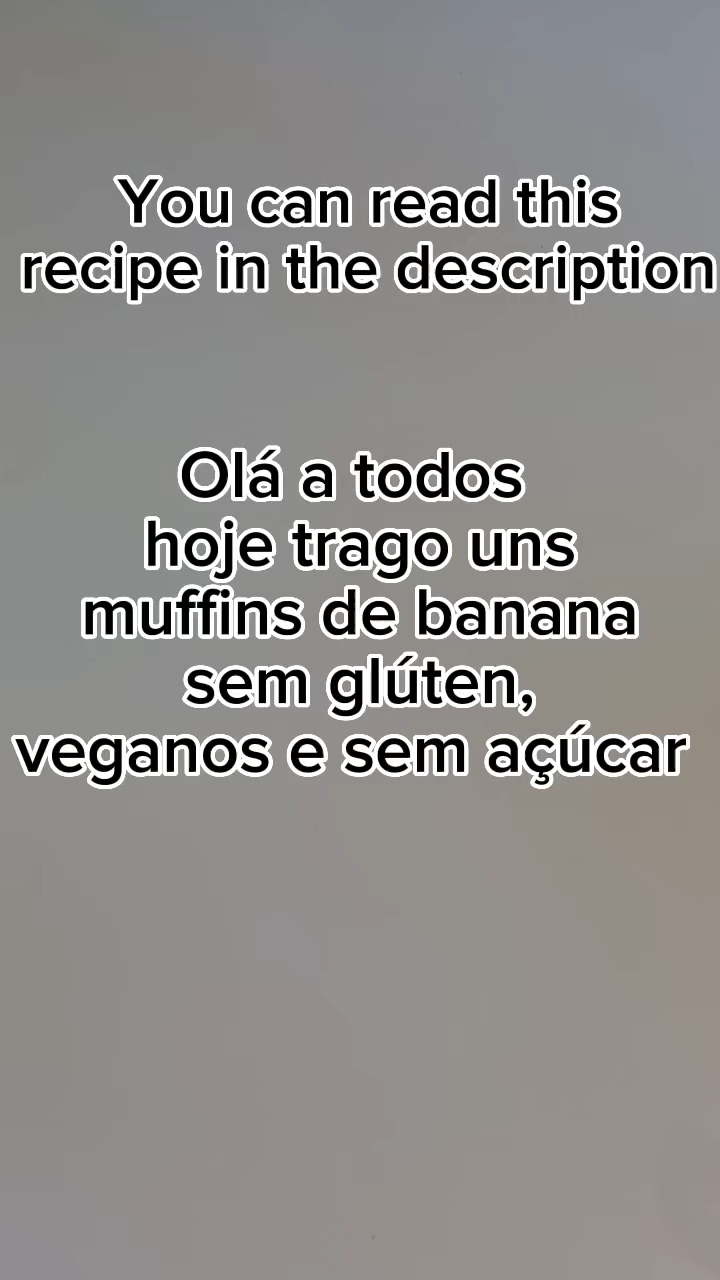 You can read this
recipe in the description
Olá a todos
hoje trago uns
muffins de banana
sem glúten,
veganos e sem açúcar